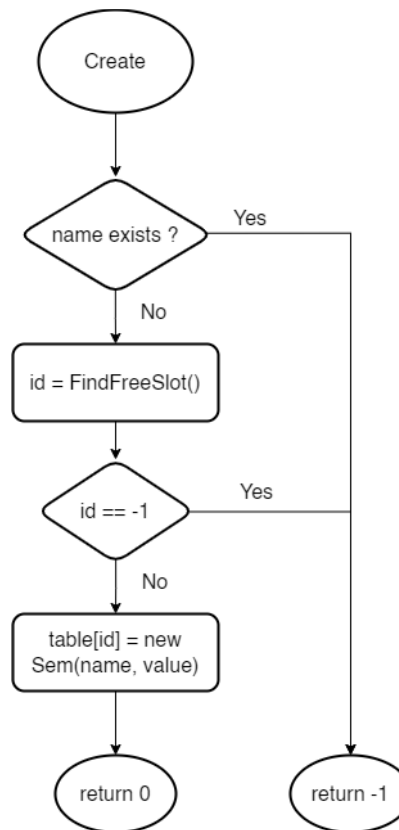 Create
name exists ?
Yes
No
id = FindFreeSlot()
id == -1
Yes
No
table[id] = new
Sem(name, value)
return 0
return -1